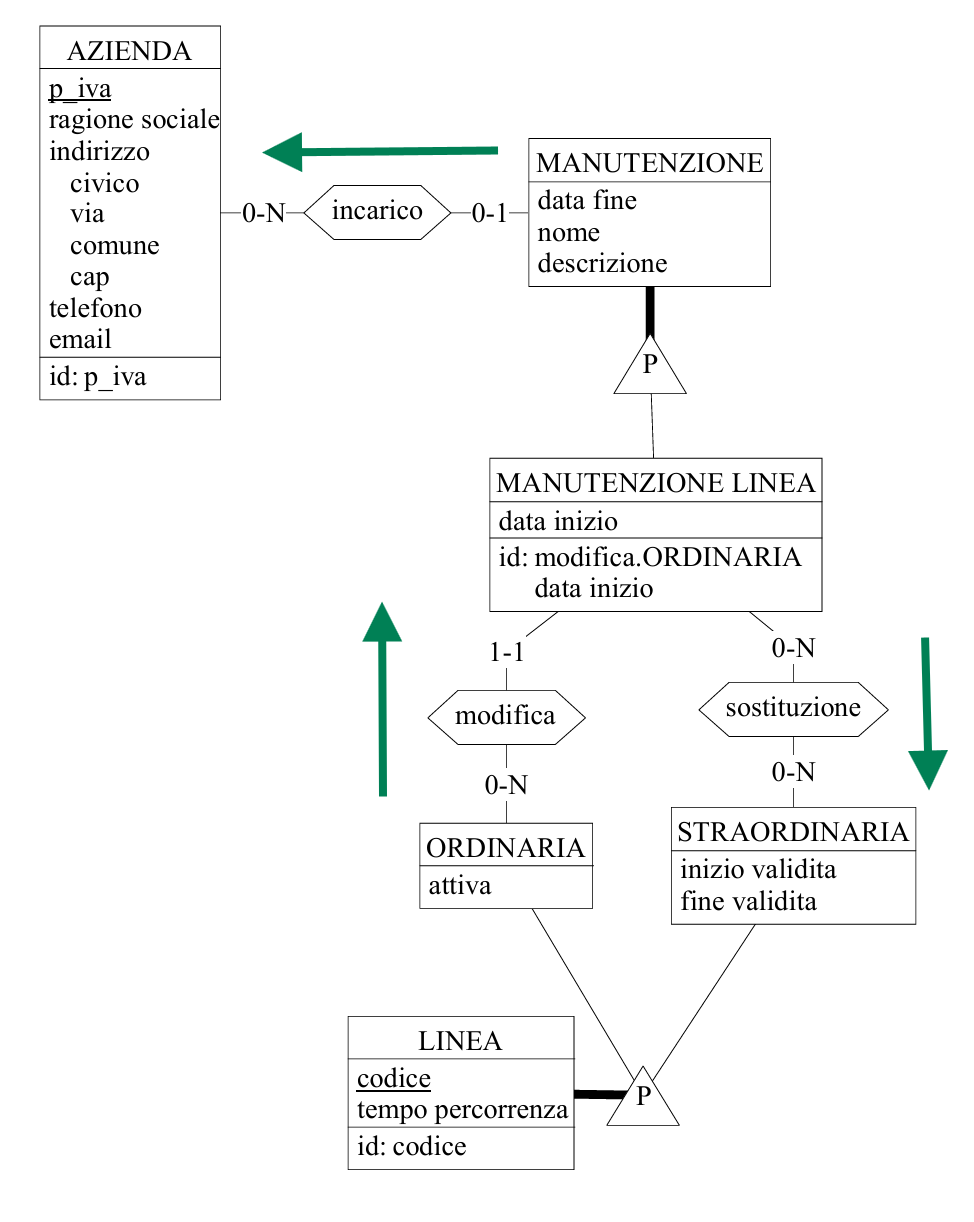 AZIENDA
p_iva
ragione sociale
indirizzo
civico
via
comune
cap
telefono
email
id: p_iva
0-N
incarico
0-1
MANUTENZIONE
data fine
nome
descrizione
P
MANUTENZIONE LINEA
data inizio
id: modifica.ORDINARIA
data inizio
1-1
modifica
0-N
0-N
sostituzione
0-N
ORDINARIA
attiva
STRAORDINARIA
inizio validita
fine validita
LINEA
codice
tempo percorrenza
id: codice
P